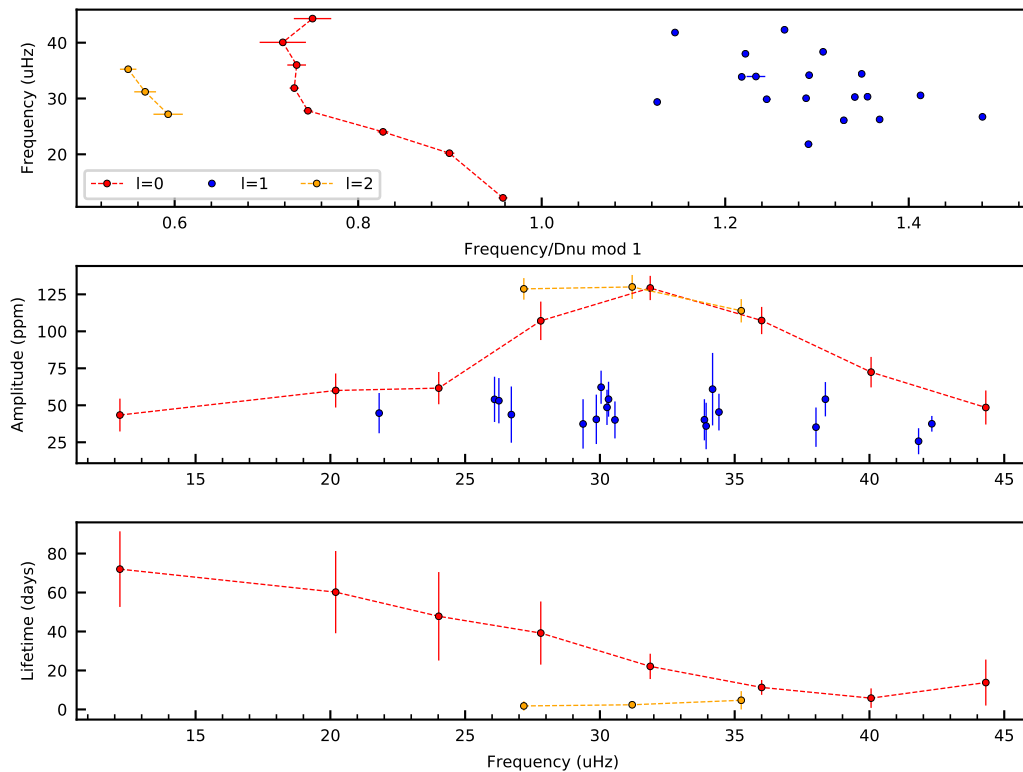 Frequency (uHz)
40
30
20
l=0 l=1 l=2
0.6 0.8 1.0 1.2 1.4
Frequency/Dnu mod 1
Amplitude (ppm)
125
100
75
50
25
15 20 25 30 35 40 45
Lifetime (days)
80
60
40
20
0
15 20 25 30 35 40 45
Frequency (uHz)